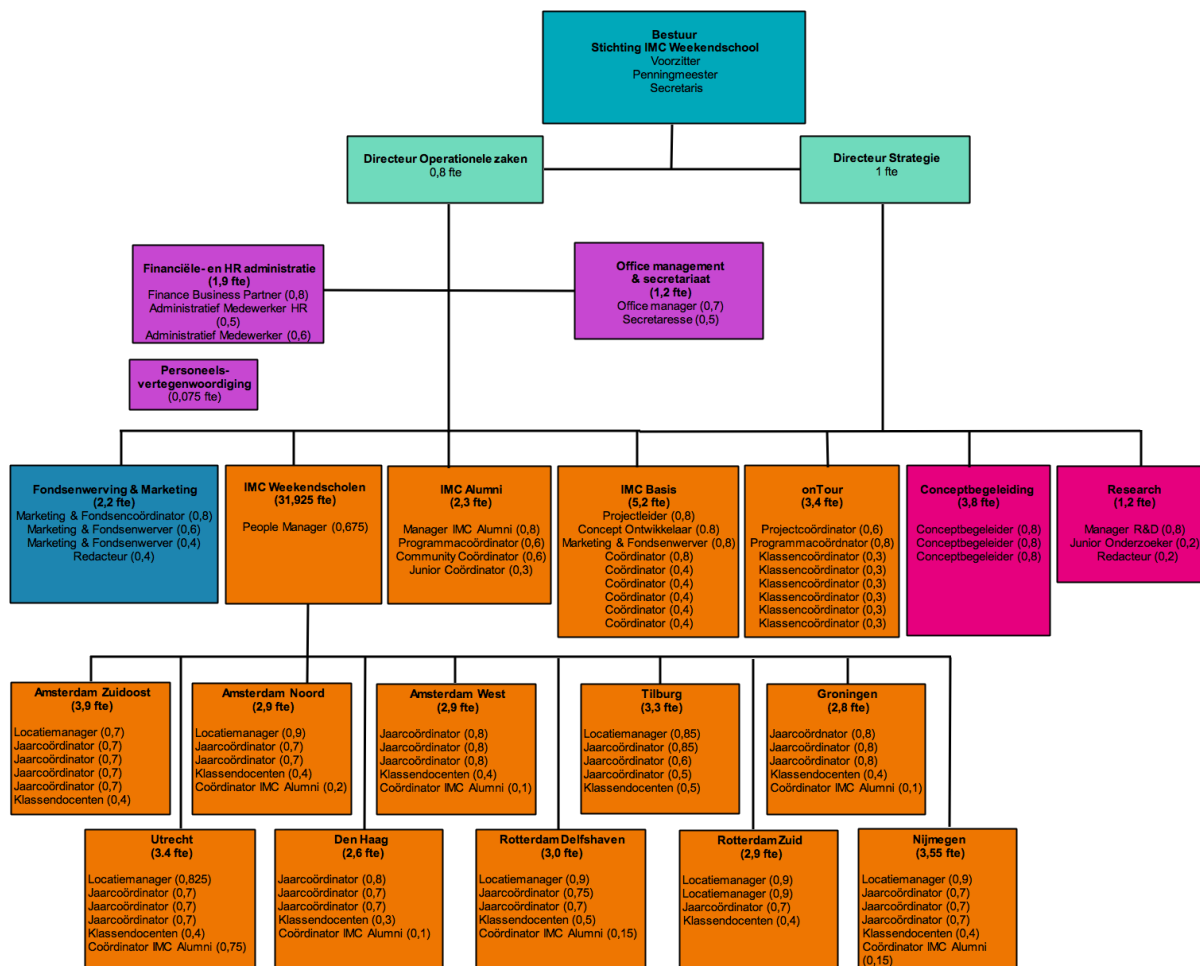 Bestuur
Stichting IMC Weekendschool
Voorzitter
Penningmeester
Secretaris
Directeur Operationele zaken
0,8 fte
Directeur Strategie
1 fte
Financiële- en HR administratie
(1,9 fte)
Finance Business Partner (0,8)
Administratief Medewerker HR
(0,5)
Administratief Medewerker (0,6)
Office management
& secretariaat
(1,2 fte)
Office manager (0,7)
Secretaresse (0,5)
Personeels-
vertegenwoordiging
(0,075 fte)
Fondsenwerving & Marketing
(2,2 fte)
Marketing & Fondsencoördinator (0,8)
Marketing & Fondsenwerver (0,6)
Marketing & Fondsenwerver (0,4)
Redacteur (0,4)
IMC Weekendscholen
(31,925 fte)
People Manager (0,675)
IMC Alumni
(2,3 fte)
Manager IMC Alumni (0,8)
Programmacoördinator (0,6)
Community Coördinator (0,6)
Junior Coördinator (0,3)
IMC Basis
(5,2 fte)
Projectleider (0,8)
Concept Ontwikkelaar (0.8)
Marketing & Fondsenwerver (0,8)
Coördinator (0,8)
Coördinator (0,4)
Coördinator (0,4)
Coördinator (0,4)
Coördinator (0,4)
Coördinator (0,4)
onTour
(3,4 fte)
Projectcoördinator (0,6)
Programmacoördnator (0,8)
Klassencoördinator (0,3)
Klassencoördinator (0,3)
Klassencoördinator (0,3)
Klassencoördinator (0,3)
Klassencoördinator (0,3)
Klassencoördinator (0,3)
Conceptbegeleiding
(3,8 fte)
Conceptbegeleider (0,8)
Conceptbegeleider (0,8)
Conceptbegeleider (0,8)
Research
(1,2 fte)
Manager R&D (0,8)
Junior Onderzoeker (0,2)
Redacteur (0,2)
Amsterdam Zuidoost
(3,9 fte)
Locatiemanager (0,7)
Jaarcoördinator (0,7)
Jaarcoördinator (0,7)
Jaarcoördinator (0,7)
Jaarcoördinator (0,7)
Klassendocenten (0,4)
Amsterdam Noord
(2,9 fte)
Locatiemanager (0,9)
Jaarcoördinator (0,7)
Jaarcoördinator (0,7)
Klassendocenten (0,4)
Coördinator IMC Alumni (0,2)
Amsterdam West
(2,9 fte)
Jaarcoördinator (0,8)
Jaarcoördinator (0,8)
Jaarcoördinator (0,8)
Klassendocenten (0,4)
Coördinator IMC Alumni (0,1)
Tilburg
(3,3 fte)
Locatiemanager (0,85)
Jaarcoördinator (0,85)
Jaarcoördinator (0,6)
Jaarcoördinator (0,5)
Klassendocenten (0,5)
Groningen
(2,8 fte)
Jaarcoördnator (0,8)
Jaarcoördinator (0,8)
Jaarcoördinator (0,8)
Klassendocenten (0,4)
Coördinator IMC Alumni (0,1)
Utrecht
(3.4 fte)
Locatiemanager (0,825)
Jaarcoördinator (0,7)
Jaarcoördinator (0,7)
Jaarcoördinator (0,7)
Klassendocenten (0,4)
Coördinator IMC Alumni (0,75)
Den Haag
(2,6 fte)
Jaarcoördinator (0,8)
Jaarcoördinator (0,7)
Jaarcoördinator (0,7)
Klassendocenten (0,3)
Coördinator IMC Alumni (0,1)
Rotterdam Delfshaven
(3,0 fte)
Locatiemanager (0,9)
Jaarcoördinator (0,75)
Jaarcoördinator (0,7)
Klassendocenten (0,5)
Coördinator IMC Alumni (0,15)
Rotterdam Zuid
(2,9 fte)
Locatiemanager (0,9)
Locatiemanager (0,9)
Jaarcoördinator (0,7)
Klassendocenten (0,4)
Nijmegen
(3,55 fte)
Locatiemanager (0,9)
Jaarcoördinator (0,7)
Jaarcoördinator (0,7)
Jaarcoördinator (0,7)
Klassendocenten (0,4)
Coördinator IMC Alumni
(0,15)